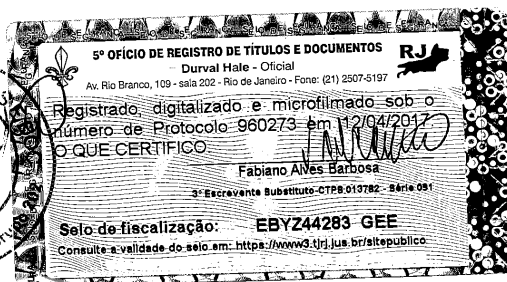 5º OFÍCIO DE REGISTRO DE TÍTULOS E DOCUMENTOS
RJ
Durval Hale - Oficial
Av. Rio Branco, 109 - sala 202 - Rio de Janeiro - Fone: (21) 2507-5197
Registrado, digitalizado e microfilmado sob o
número de Protocolo 960273 em 12/04/2017
O QUE CERTIFICO
Fabiano Alves Barbosa
3º Escrevente Substituto-CTPS 013782 - Série 091
Selo de fiscalização: EBYZ44283 GEE
Consulte a validade do selo em: https://www3.tjrj.jus.br/sitepublico